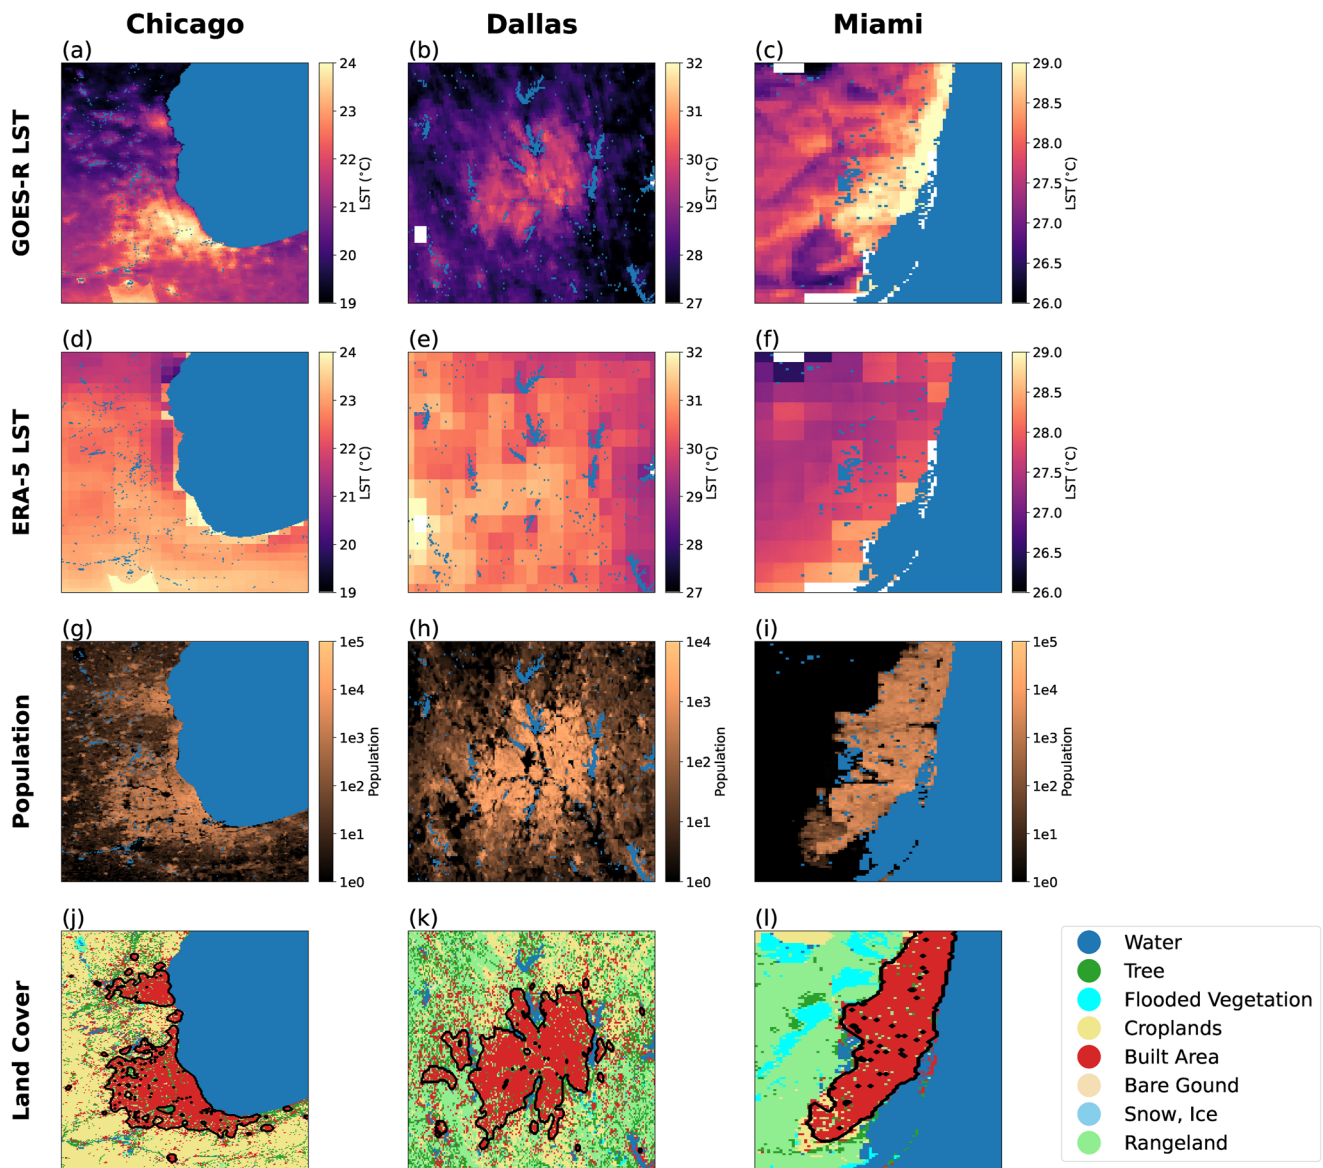 Chicago
Dallas
Miami
GOES-R LST
(a)
24
23
22
21
20
19
LST (°C)
(b)
32
31
30
29
28
27
LST (°C)
(c)
29.0
28.5
28.0
27.5
27.0
26.5
26.0
LST (°C)
ERA-5 LST
(d)
24
23
22
21
20
19
LST (°C)
(e)
32
31
30
29
28
27
LST (°C)
(f)
29.0
28.5
28.0
27.5
27.0
26.5
26.0
LST (°C)
Population
(g)
1e5
1e4
1e3
1e2
1e1
1e0
Population
(h)
1e4
1e3
1e2
1e1
1e0
Population
(i)
1e5
1e4
1e3
1e2
1e1
1e0
Population
Land Cover
(j)
(k)
(l)
Water
Tree
Flooded Vegetation
Croplands
Built Area
Bare Gound
Snow, Ice
Rangeland